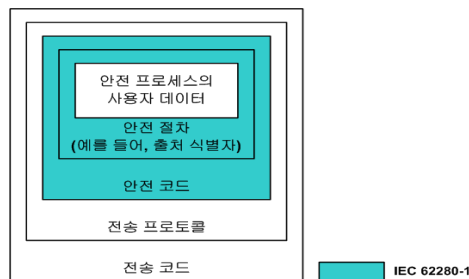 안전 프로세스의
사용자 데이터
안전 절차
(예를 들어, 출처 식별자)
안전 코드
전송 프로토콜
전송 코드
IEC 62280-1